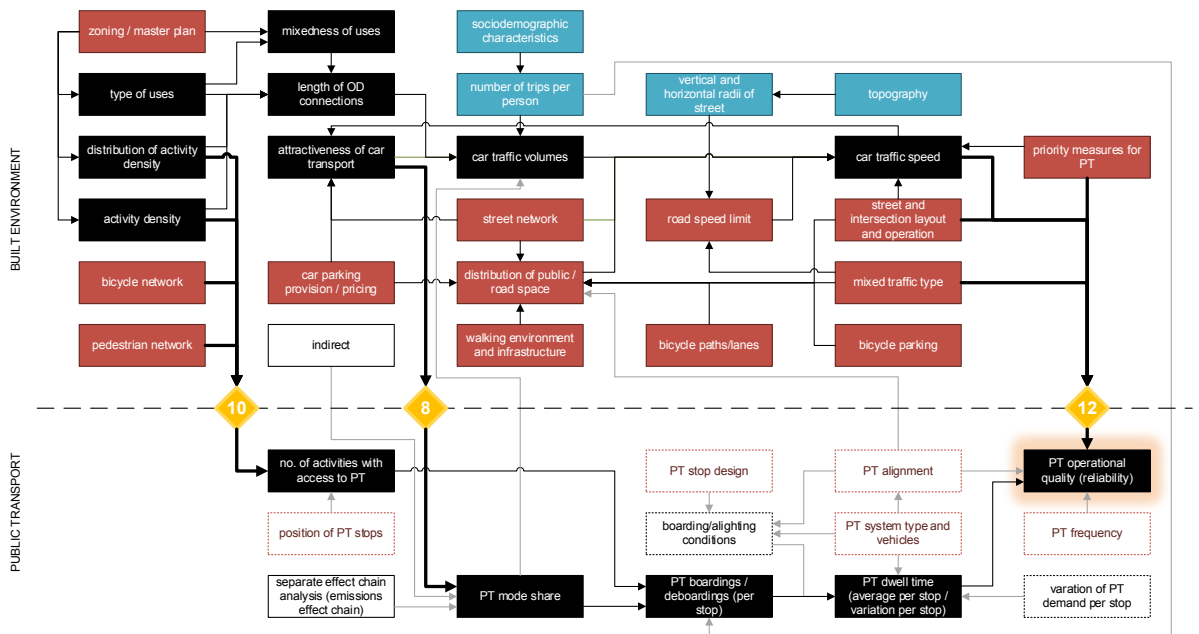 zoning / master plan
mixedness of uses
sociodemographic
characteristics
type of uses
length of OD
connections
number of trips per
person
vertical and
horizontal radii of
street
topography
BUILT ENVIRONMENT
distribution of activity
density
attractiveness of car
transport
car traffic volumes
car traffic speed
priority measures for
PT
activity density
street network
road speed limit
street and
intersection layout
and operation
bicycle network
car parking
provision / pricing
distribution of public /
road space
mixed traffic type
pedestrian network
indirect
walking environment
and infrastructure
bicycle paths/lanes
bicycle parking
10
8
12
PUBLIC TRANSPORT
no. of activities with
access to PT
PT stop design
PT alignment
PT operational
quality (reliability)
position of PT stops
boarding/alighting
conditions
PT system type and
vehicles
PT frequency
separate effect chain
analysis (emissions
effect chain)
PT mode share
PT boardings /
deboardings (per
stop)
PT dwell time
(average per stop /
variation per stop)
varation of PT
demand per stop